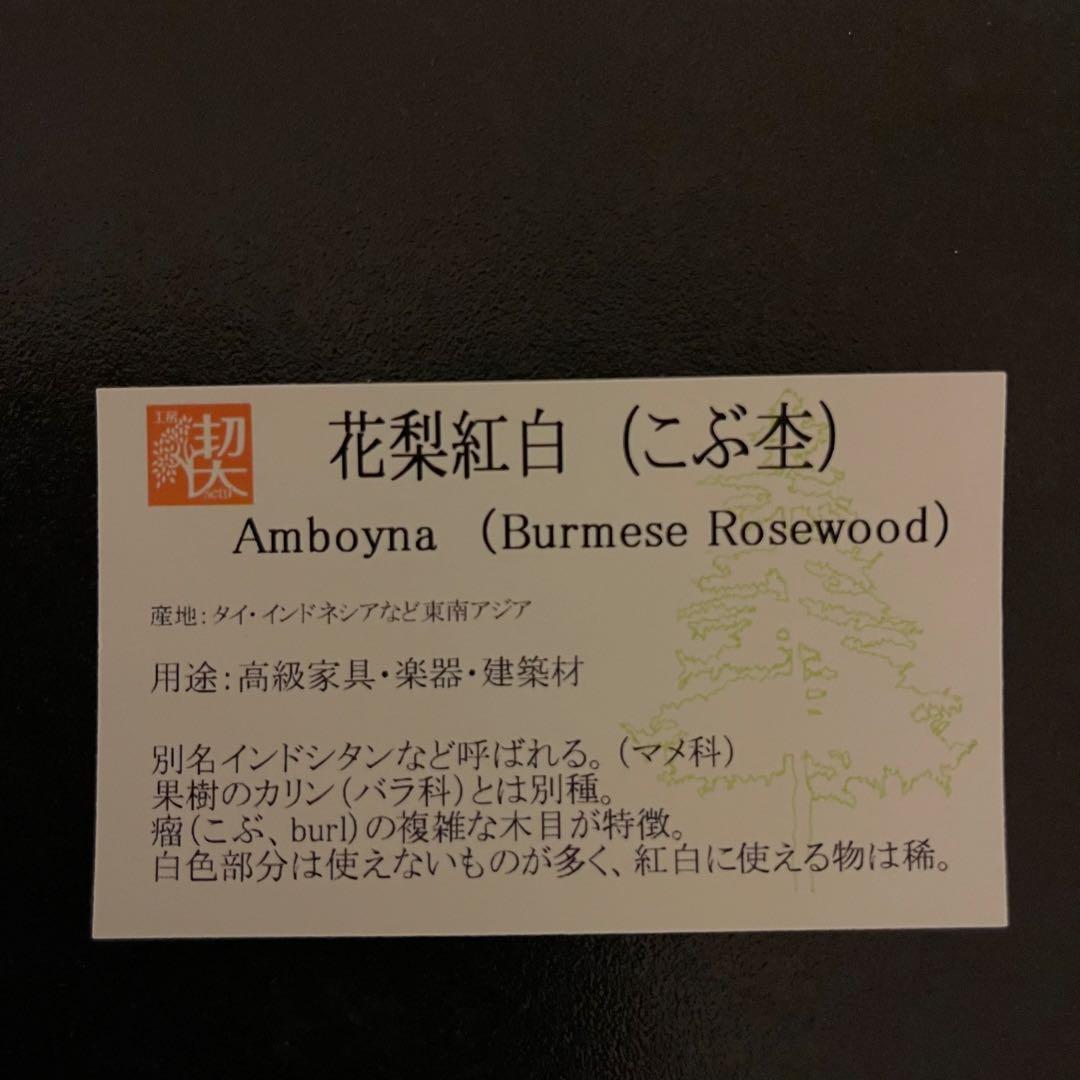 工房
契
花梨紅白 (こぶ杢)
Amboyna (Burmese Rosewood)
産地：タイ・インドネシアなど東南アジア
用途：高級家具・楽器・建築材
別名インドシタンなど呼ばれる。(マメ科)
果樹のカリン(バラ科)とは別種。
瘤(こぶ、burl)の複雑な木目が特徴。
白色部分は使えないものが多く、紅白に使える物は稀。